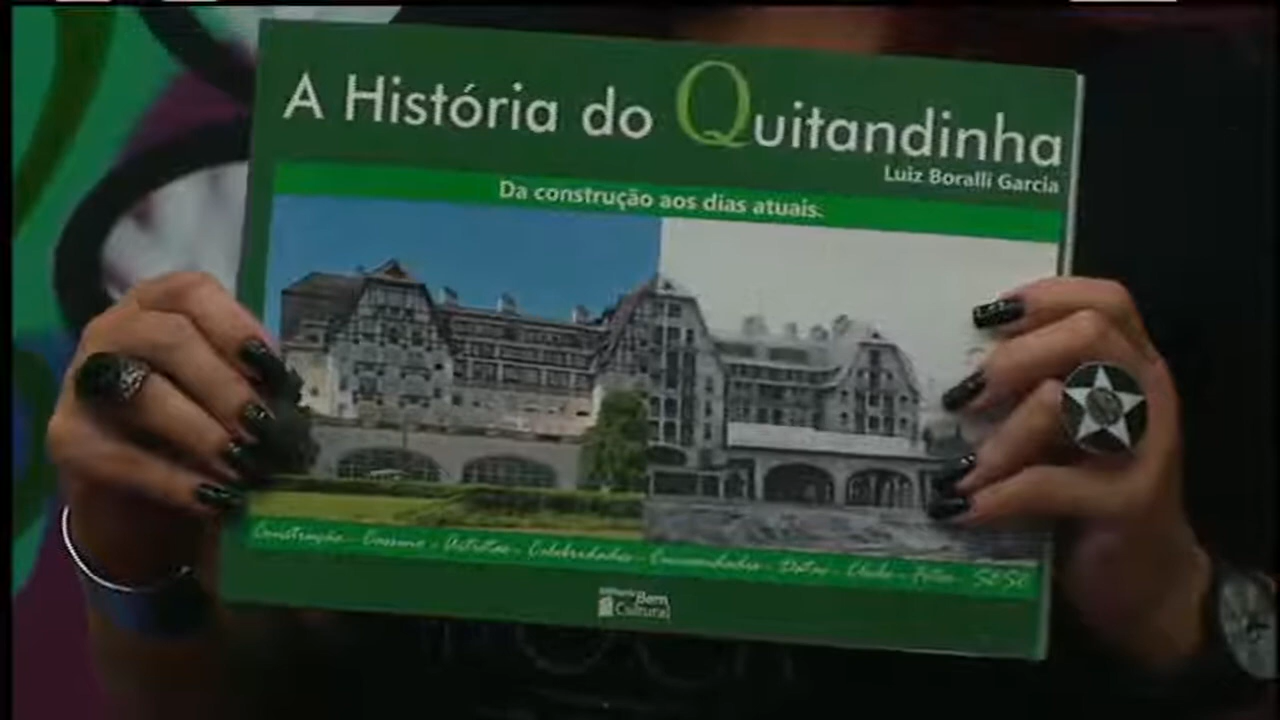 A História do Quitandinha
Luiz Boralli Garcia
Da construção aos dias atuais.
Construção - Cassino - Artistas - Celebridades - Curiosidades - Datas - Clube - Fotos - SESC
Bem
Cultural